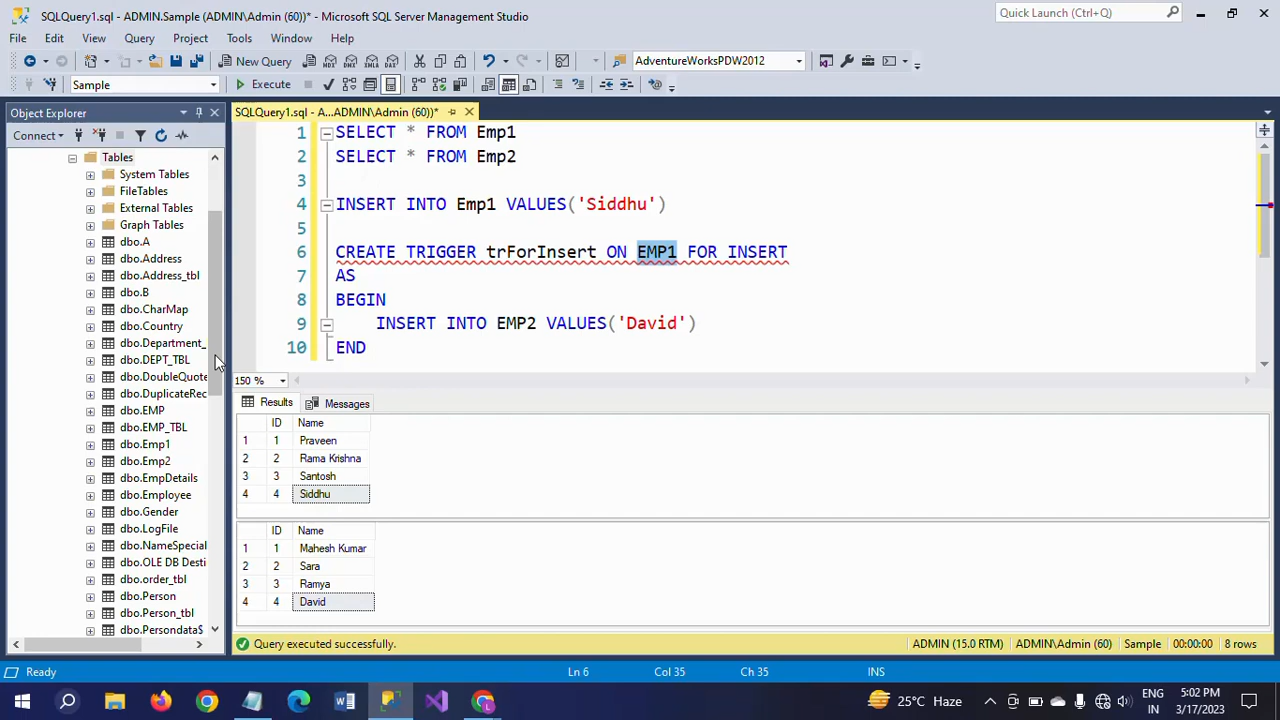 SQLQuery1.sql - ADMIN.Sample (ADMIN\Admin (60))* - Microsoft SQL Server Management Studio
Quick Launch (Ctrl+Q)
File Edit View Query Project Tools Window Help
New Query
AdventureWorksPDW2012
Sample
Execute
Object Explorer
SQLQuery1.sql - A...ADMIN\Admin (60))*
Connect
Tables
System Tables
FileTables
External Tables
Graph Tables
dbo.A
dbo.Address
dbo.Address_tbl
dbo.B
dbo.CharMap
dbo.Country
dbo.Department_
dbo.DEPT_TBL
dbo.DoubleQuote
dbo.DuplicateRec
dbo.EMP
dbo.EMP_TBL
dbo.Emp1
dbo.Emp2
dbo.EmpDetails
dbo.Employee
dbo.Gender
dbo.LogFile
dbo.NameSpecial
dbo.OLE DB Desti
dbo.order_tbl
dbo.Person
dbo.Person_tbl
dbo.Persondata$
1 SELECT * FROM Emp1
2 SELECT * FROM Emp2
3
4 INSERT INTO Emp1 VALUES('Siddhu')
5
6 CREATE TRIGGER trForInsert ON EMP1 FOR INSERT
7 AS
8 BEGIN
9 INSERT INTO EMP2 VALUES('David')
10 END
150 %
Results Messages
ID Name
1 1 Praveen
2 2 Rama Krishna
3 3 Santosh
4 4 Siddhu
ID Name
1 1 Mahesh Kumar
2 2 Sara
3 3 Ramya
4 4 David
Query executed successfully. ADMIN (15.0 RTM) ADMIN\Admin (60) Sample 00:00:00 8 rows
Ready Ln 6 Col 35 Ch 35 INS
25°C Haze
ENG
IN
5:02 PM
3/17/2023